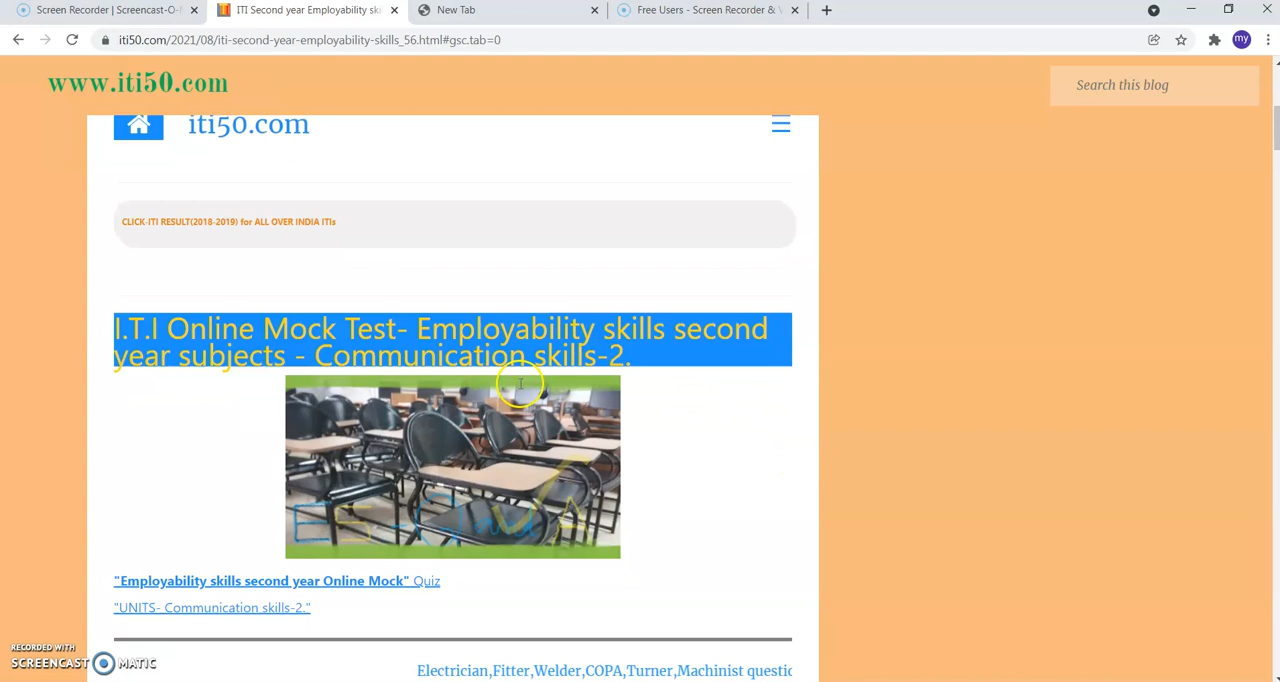 Screen Recorder | Screencast-O-
ITI Second year Employability sk
New Tab
Free Users - Screen Recorder &
iti50.com/2021/08/iti-second-year-employability-skills_56.html#gsc.tab=0
my
www.iti50.com
Search this blog
iti50.com
CLICK-ITI RESULT(2018-2019) for ALL OVER INDIA ITIs
I.T.I Online Mock Test- Employability skills second
year subjects - Communication skills-2.
"Employability skills second year Online Mock" Quiz
"UNITS- Communication skills-2."
RECORDED WITH
SCREENCAST MATIC
Electrician,Fitter,Welder,COPA,Turner,Machinist questic